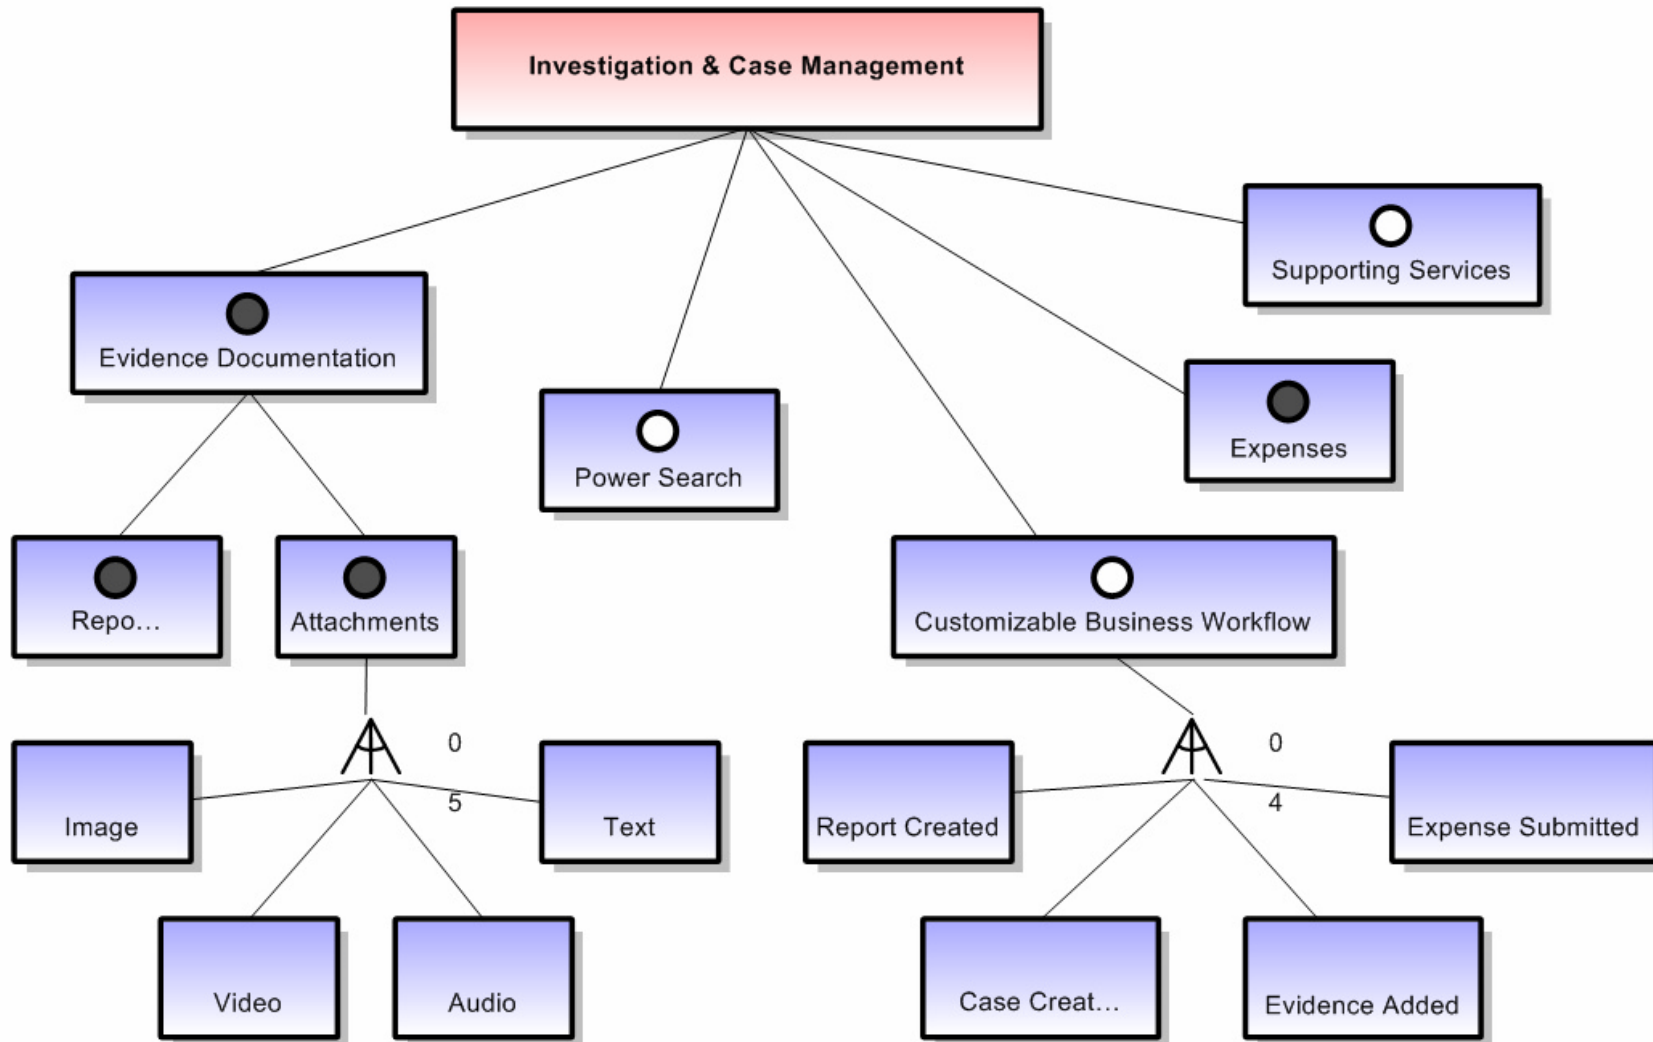 Investigation & Case Management
Supporting Services
Evidence Documentation
Power Search
Expenses
Repo...
Attachments
Customizable Business Workflow
0
5
Image
Text
0
4
Report Created
Expense Submitted
Video
Audio
Case Creat...
Evidence Added